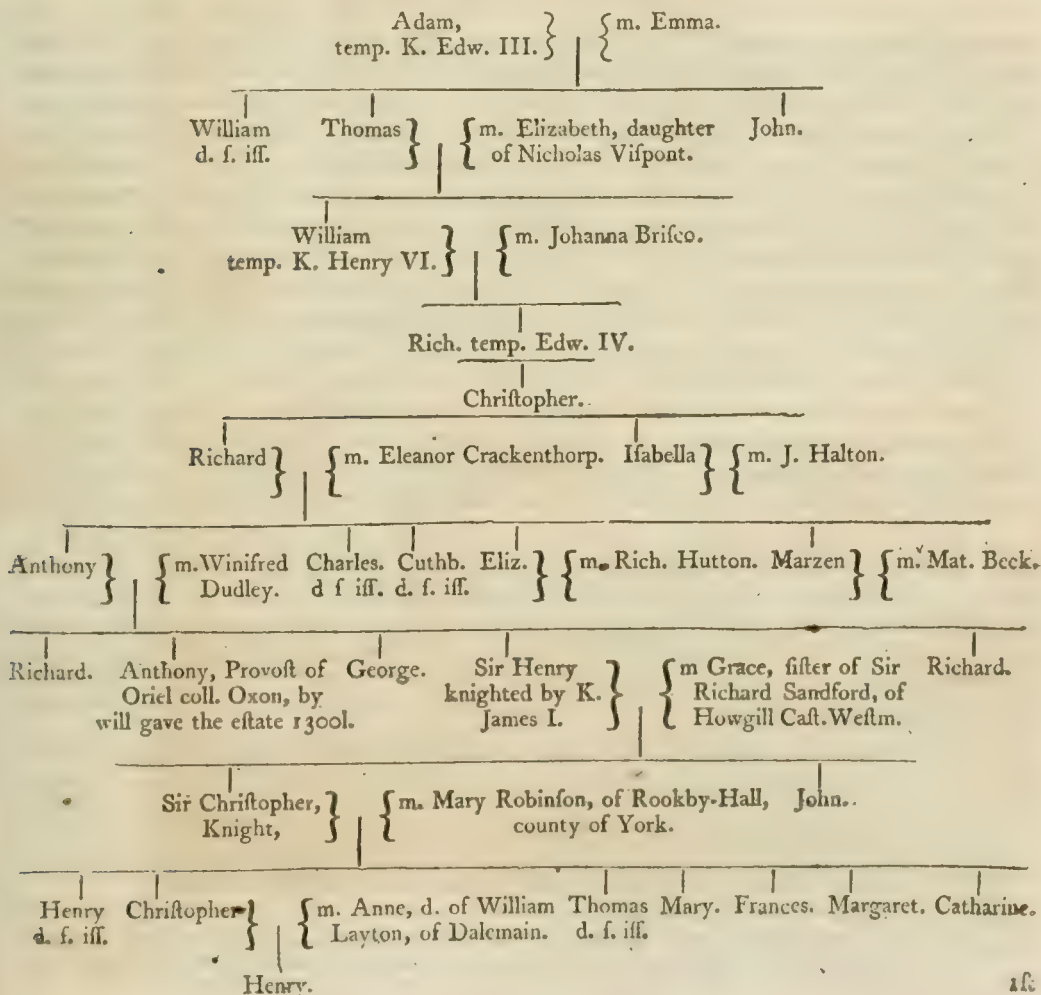 Adam, m. Emma.
temp. K. Edw. III.
William Thomas m. Elizabeth, daughter John.
d. ſ. iſſ. of Nicholas Viſpont.
William m. Johanna Briſco.
temp. K. Henry VI.
Rich. temp. Edw. IV.
Chriſtopher.
Richard m. Eleanor Crackenthorp. Iſabella m. J. Halton.
Anthony m. Winifred Charles. Cuthb. Eliz. m. Rich. Hutton. Marzen m. Mat. Beck.
Dudley. d ſ iſſ. d. ſ. iſſ.
Richard. Anthony, Provoſt of George. Sir Henry m Grace, ſiſter of Sir Richard.
Oriel coll. Oxon, by knighted by K. Richard Sandford, of
will gave the eſtate 1300l. James I. Howgill Caſt. Weſtm.
Sir Chriſtopher, m. Mary Robinſon, of Rookby-Hall, John.
Knight, county of York.
Henry Chriſtopher m. Anne, d. of William Thomas Mary. Frances. Margaret. Catharine.
d. ſ. iſſ. Layton, of Dalemain. d. ſ. iſſ.
Henry.
1ſt